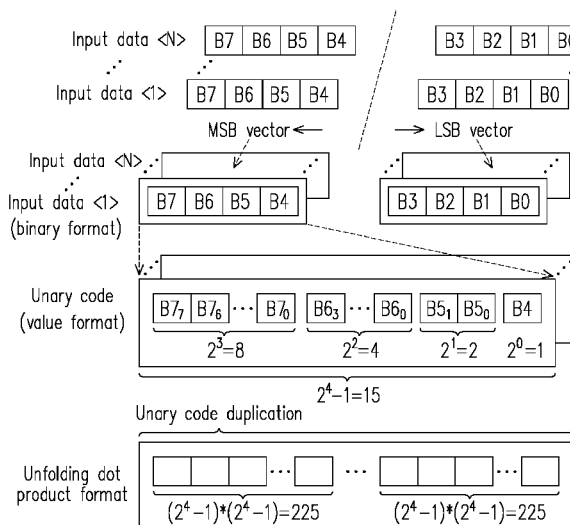 Input data <N> B7 B6 B5 B4 B3 B2 B1
Input data <1> B7 B6 B5 B4 B3 B2 B1 B0
MSB vector LSB vector
Input data <N>
Input data <1> B7 B6 B5 B4 B3 B2 B1 B0
(binary format)
Unary code B7₇ B7₆ ... B7₀ B6₃ ... B6₀ B5₁ B5₀ B4
(value format) 2³=8 2²=4 2¹=2 2⁰=1
2⁴-1=15
Unary code duplication
Unfolding dot
product format
(2⁴-1)*(2⁴-1)=225 (2⁴-1)*(2⁴-1)=225